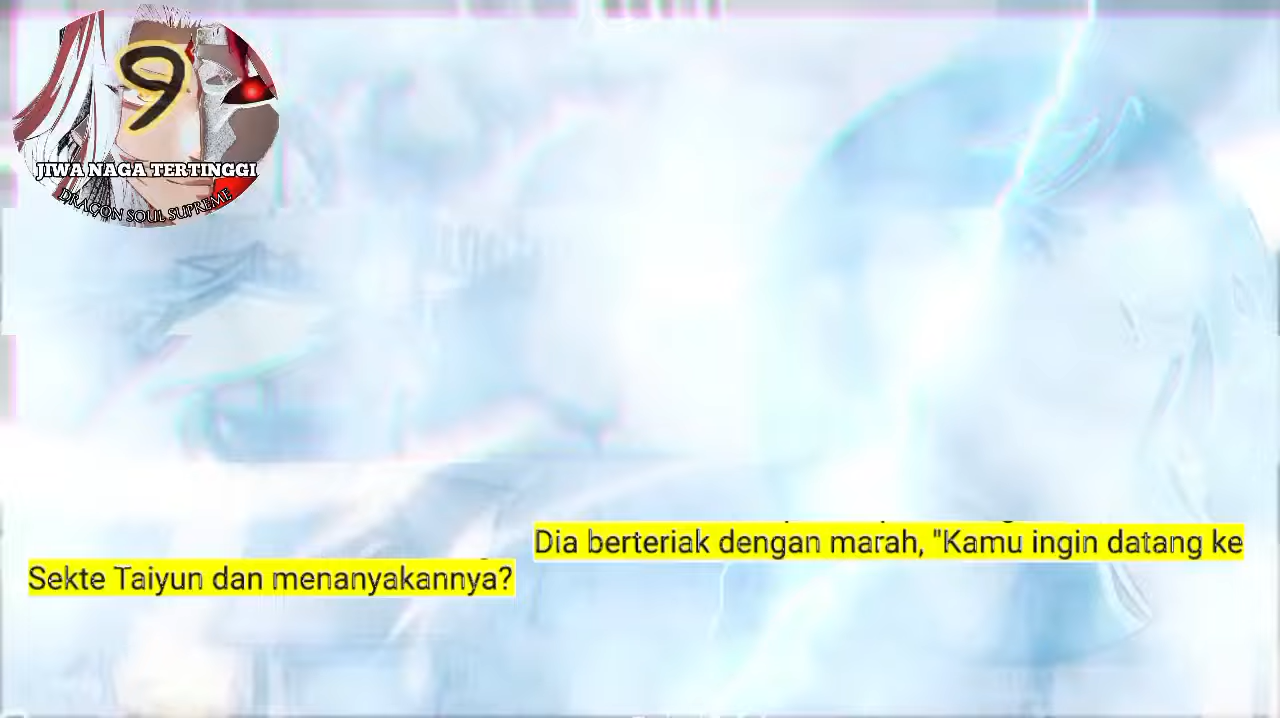 9
JIWA NAGA TERTINGGI
DRAGON SOUL SUPREME
Dia berteriak dengan marah, "Kamu ingin datang ke
Sekte Taiyun dan menanyakannya?